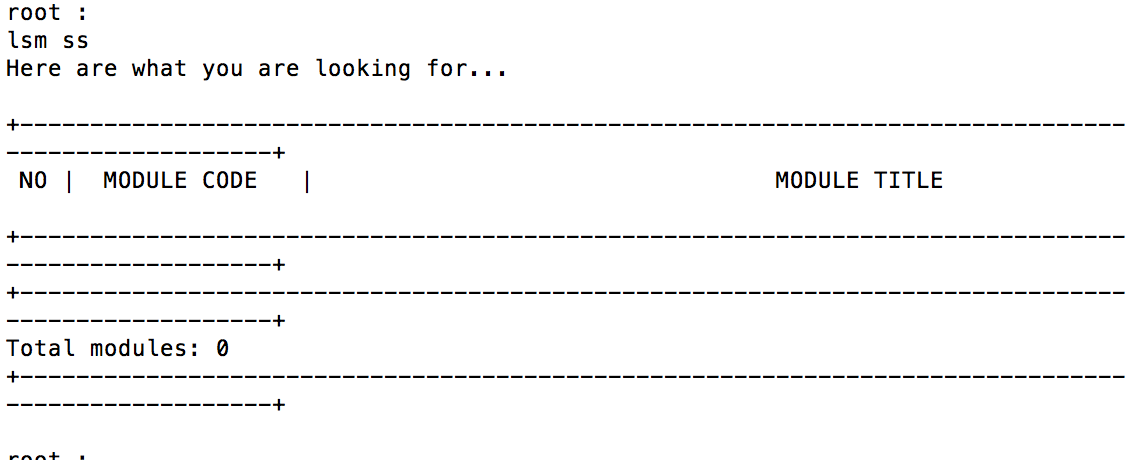 root :
lsm ss
Here are what you are looking for...
+-------------------------------------------------------------------------------
-------------------+
NO |  MODULE CODE   |                                 MODULE TITLE
+-------------------------------------------------------------------------------
-------------------+
+-------------------------------------------------------------------------------
-------------------+
Total modules: 0
+-------------------------------------------------------------------------------
-------------------+
root :